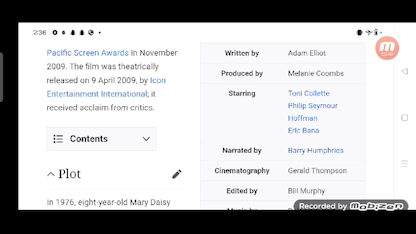 2:36
Pacific Screen Awards in November
2009. The film was theatrically
released on 9 April 2009, by Icon
Entertainment International; it
received acclaim from critics.
Contents
Plot
In 1976, eight-year-old Mary Daisy
Written by Adam Elliot
Produced by Melanie Coombs
Starring Toni Collette
Philip Seymour
Hoffman
Eric Bana
Narrated by Barry Humphries
Cinematography Gerald Thompson
Edited by Bill Murphy
Recorded by Mobizen